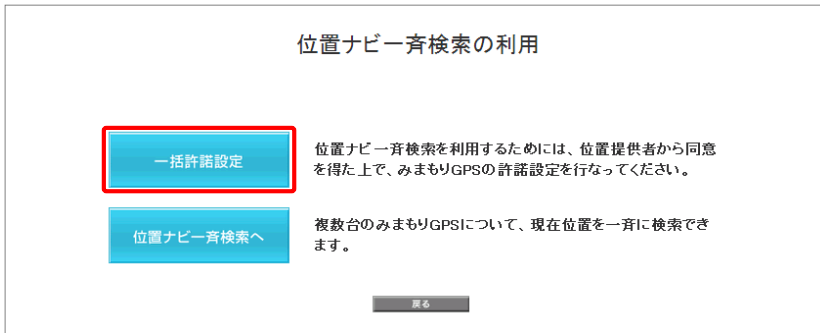 位置ナビ一斉検索の利用
一括許諾設定
位置ナビ一斉検索を利用するためには、位置提供者から同意
を得た上で、みまもりGPSの許諾設定を行なってください。
位置ナビ一斉検索へ
複数台のみまもりGPSについて、現在位置を一斉に検索でき
ます。
戻る